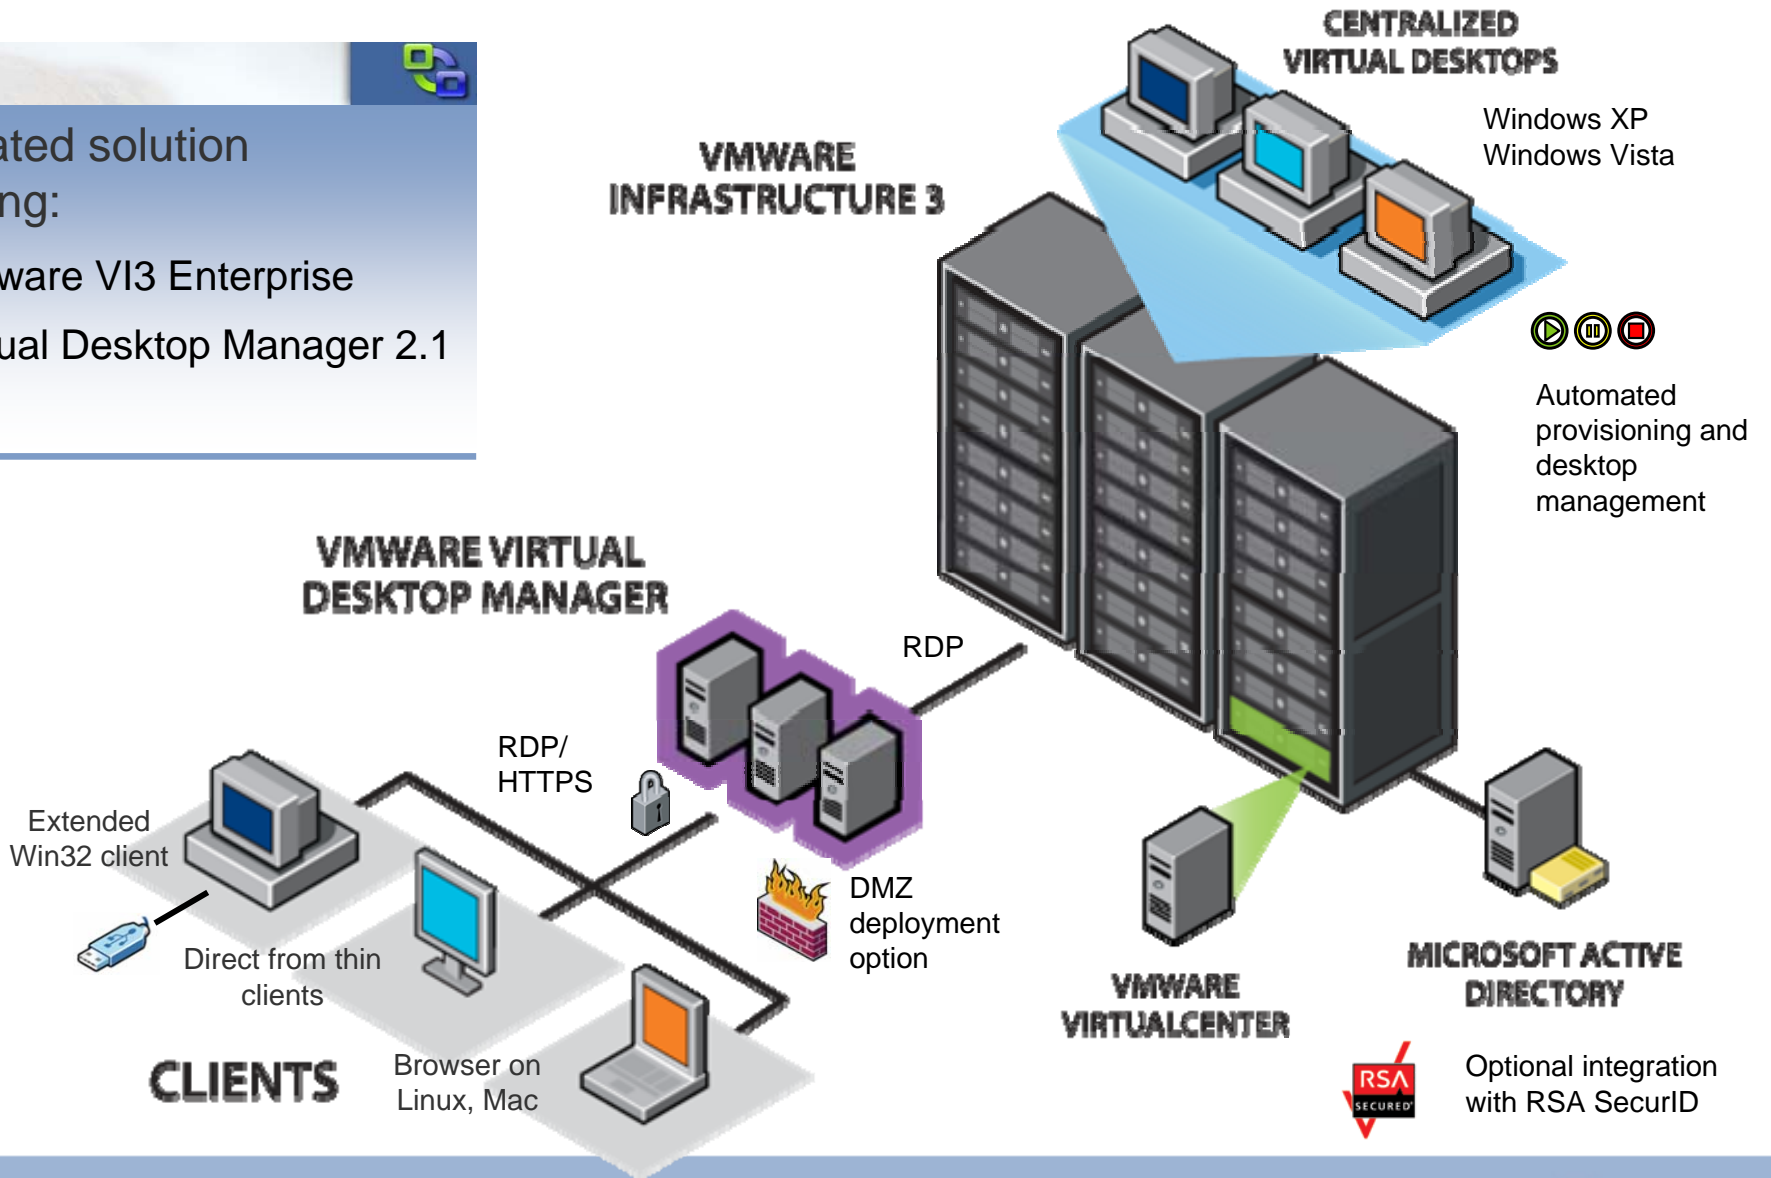 CENTRALIZED
VIRTUAL DESKTOPS
Windows XP
Windows Vista
VMWARE
INFRASTRUCTURE 3
ated solution
ng:
ware VI3 Enterprise
ual Desktop Manager 2.1
Automated
provisioning and
desktop
management
VMWARE VIRTUAL
DESKTOP MANAGER
RDP
RDP/
HTTPS
Extended
Win32 client
DMZ
deployment
option
Direct from thin
clients
Browser on
Linux, Mac
CLIENTS
VMWARE
VIRTUALCENTER
MICROSOFT ACTIVE
DIRECTORY
RSA
SECURED
Optional integration
with RSA SecurID